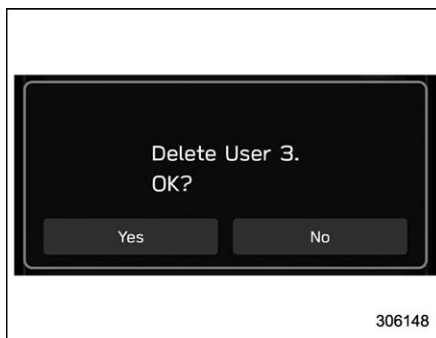 Delete User 3.
OK?
Yes
No
306148